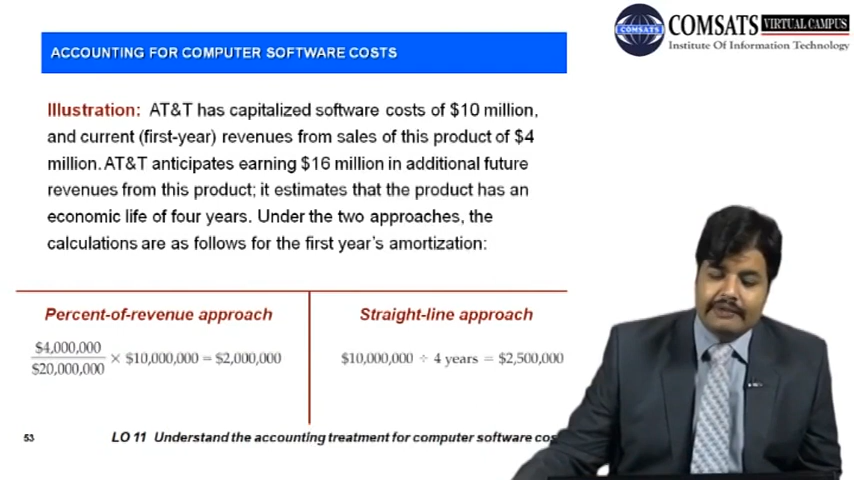 COMSATS VIRTUAL CAMPUS
Institute Of Information Technology
COMSATS
ACCOUNTING FOR COMPUTER SOFTWARE COSTS
Illustration: AT&T has capitalized software costs of $10 million,
and current (first-year) revenues from sales of this product of $4
million. AT&T anticipates earning $16 million in additional future
revenues from this product; it estimates that the product has an
economic life of four years. Under the two approaches, the
calculations are as follows for the first year's amortization:
Percent-of-revenue approach
$4,000,000
$20,000,000
× $10,000,000 = $2,000,000
Straight-line approach
$10,000,000 ÷ 4 years = $2,500,000
53
LO 11 Understand the accounting treatment for computer software cos